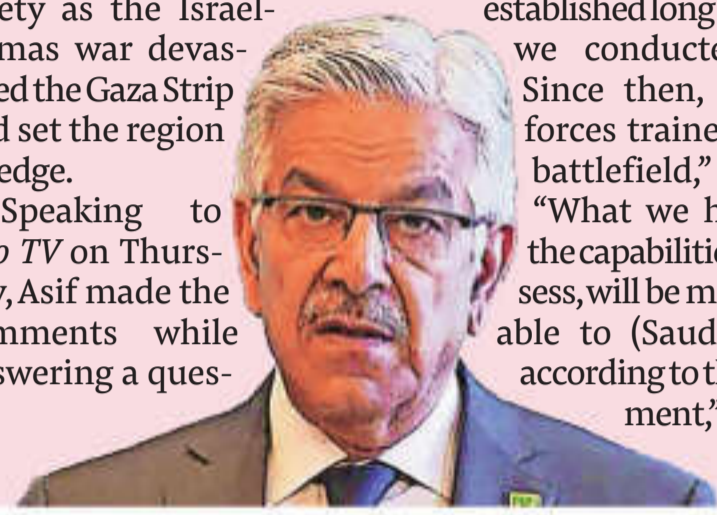 ety as the Israel-
mas war devas-
ed the Gaza Strip
d set the region
edge.
Speaking to
o TV on Thurs-
y, Asif made the
mments while
swering a ques-
established long
we conducte
Since then,
forces traine
battlefield,”
“What we h
the capabilitie
sess, will be m
able to (Saud
according to t
ment,”